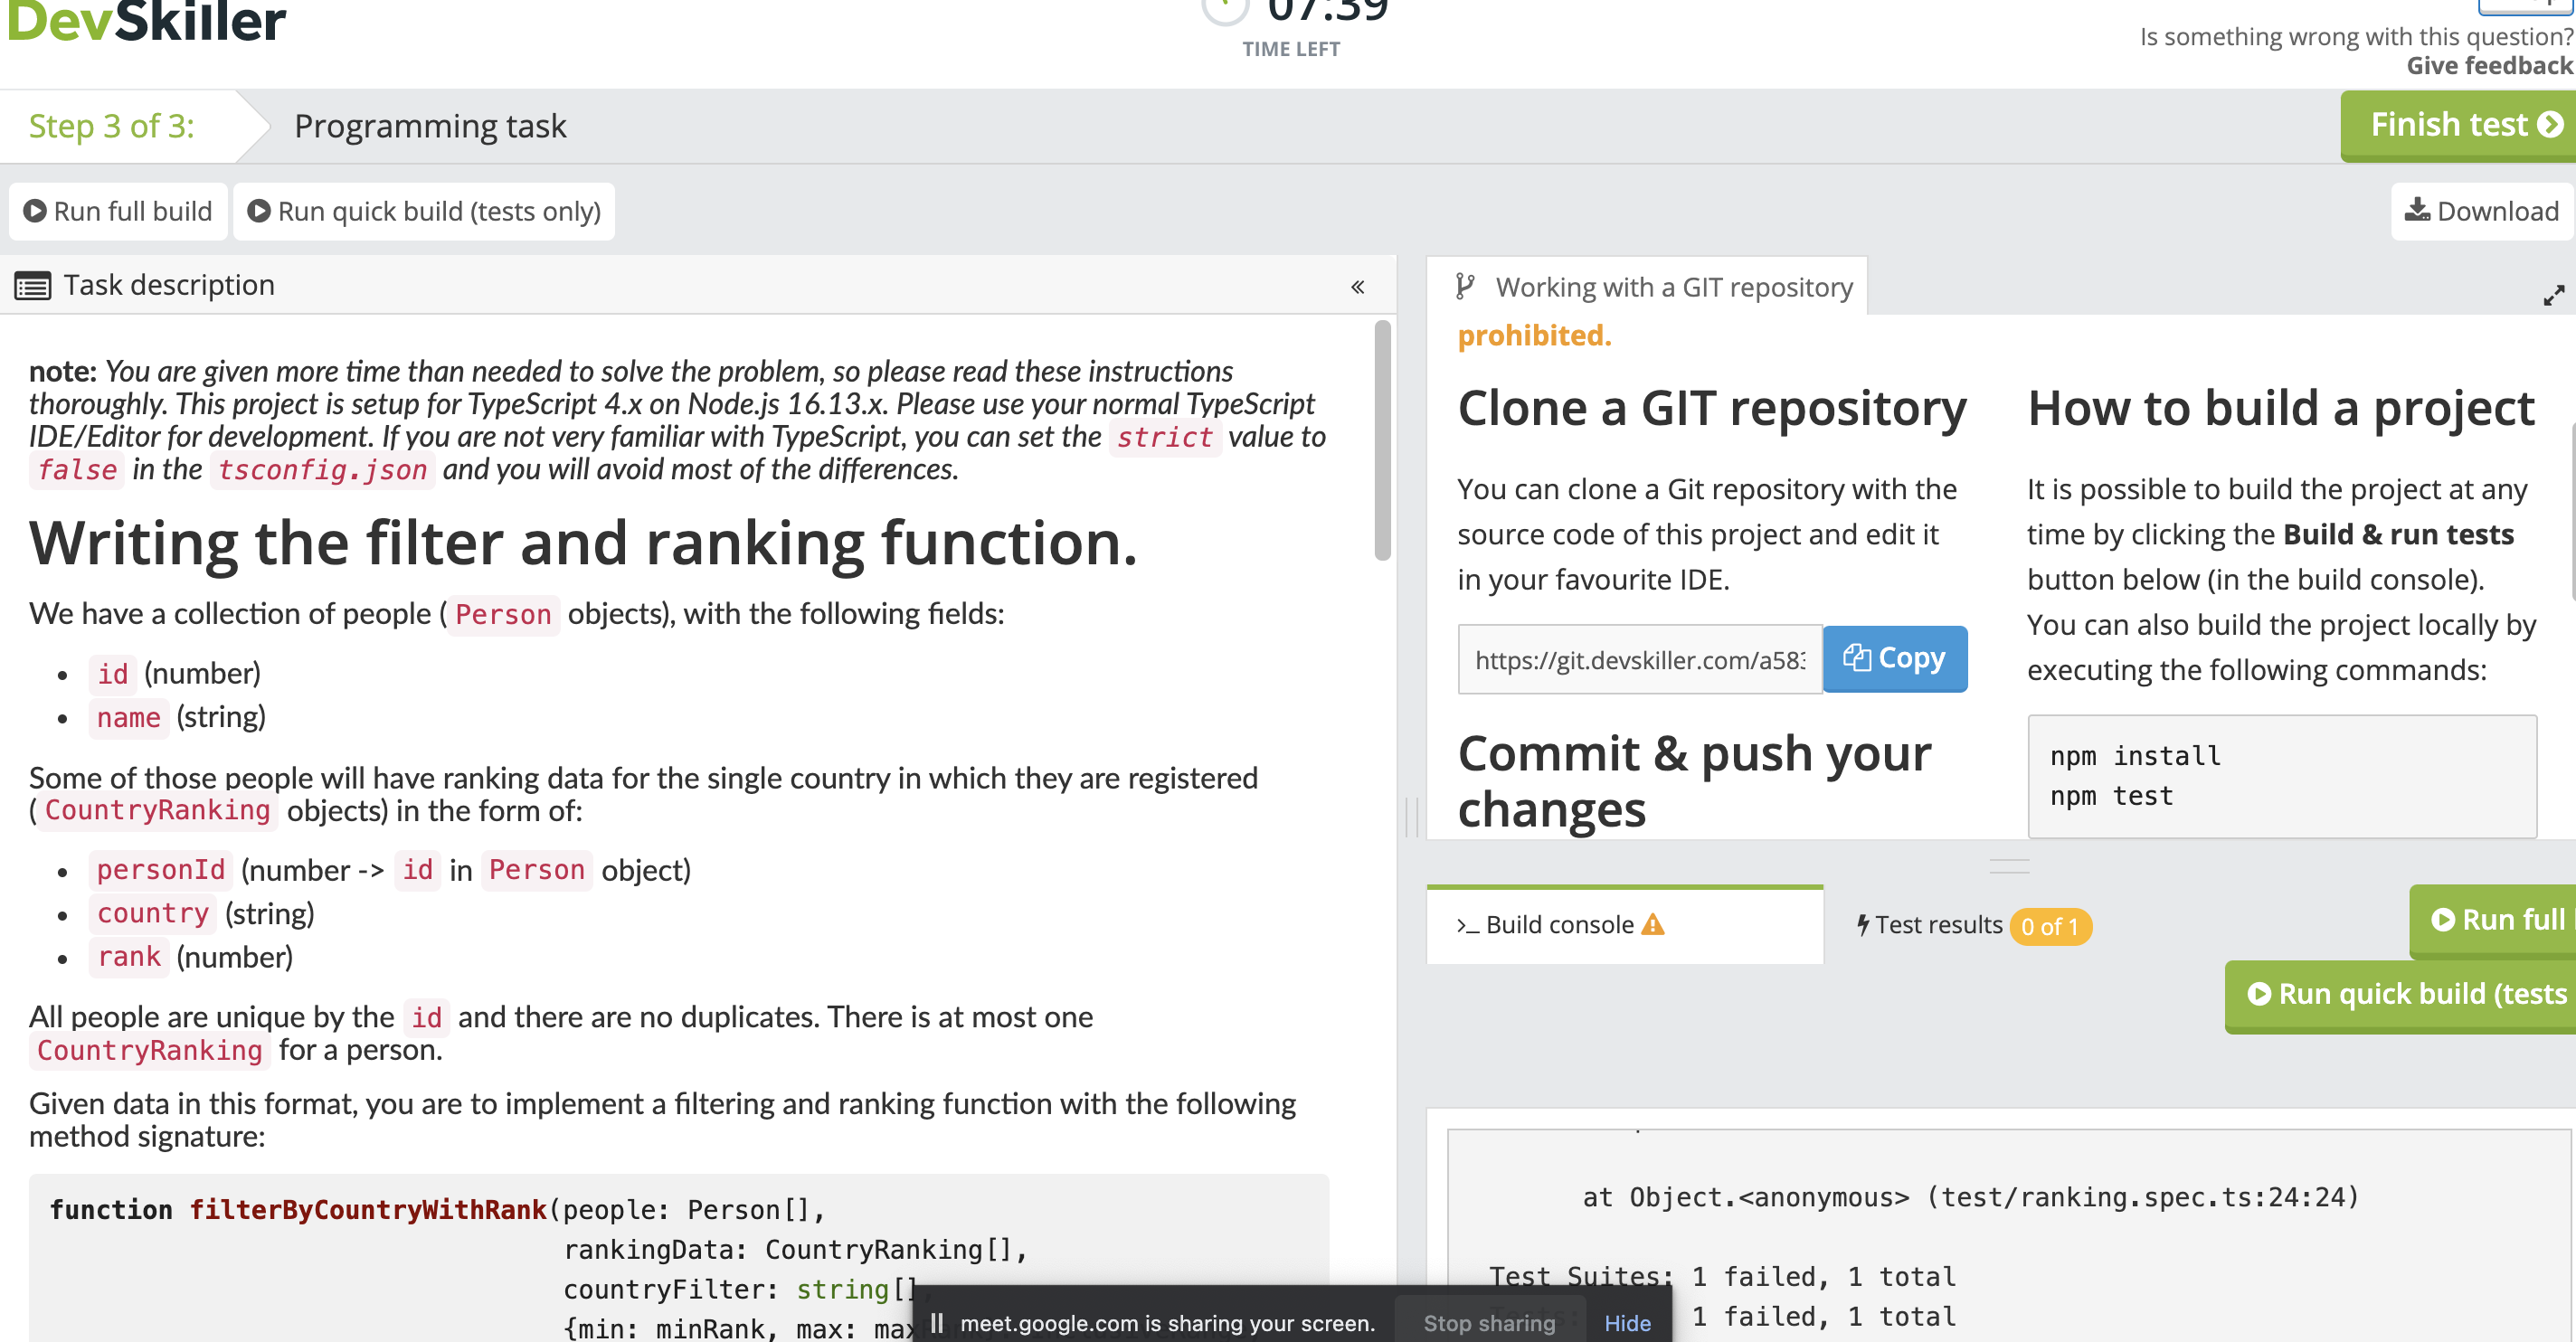 DevSkiller
07:39
TIME LEFT
Is something wrong with this question?
Give feedback
Step 3 of 3:
Programming task
Finish test
Run full build
Run quick build (tests only)
Download
Task description
«
note: You are given more time than needed to solve the problem, so please read these instructions
thoroughly. This project is setup for TypeScript 4.x on Node.js 16.13.x. Please use your normal TypeScript
IDE/Editor for development. If you are not very familiar with TypeScript, you can set the strict value to
false in the tsconfig.json and you will avoid most of the differences.
Writing the filter and ranking function.
We have a collection of people ( Person objects), with the following fields:
• id (number)
• name (string)
Some of those people will have ranking data for the single country in which they are registered
( CountryRanking objects) in the form of:
• personId (number -> id in Person object)
• country (string)
• rank (number)
All people are unique by the id and there are no duplicates. There is at most one
CountryRanking for a person.
Given data in this format, you are to implement a filtering and ranking function with the following
method signature:
function filterByCountryWithRank(people: Person[],
rankingData: CountryRanking[],
countryFilter: string[],
{min: minRank, max: max
Working with a GIT repository
prohibited.
Clone a GIT repository
You can clone a Git repository with the
source code of this project and edit it
in your favourite IDE.
https://git.devskiller.com/a583
Copy
Commit & push your
changes
How to build a project
It is possible to build the project at any
time by clicking the Build & run tests
button below (in the build console).
You can also build the project locally by
executing the following commands:
npm install
npm test
>_ Build console
Test results 0 of 1
Run full
Run quick build (tests
at Object.<anonymous> (test/ranking.spec.ts:24:24)
Test Suites: 1 failed, 1 total
1 failed, 1 total
meet.google.com is sharing your screen.
Stop sharing
Hide